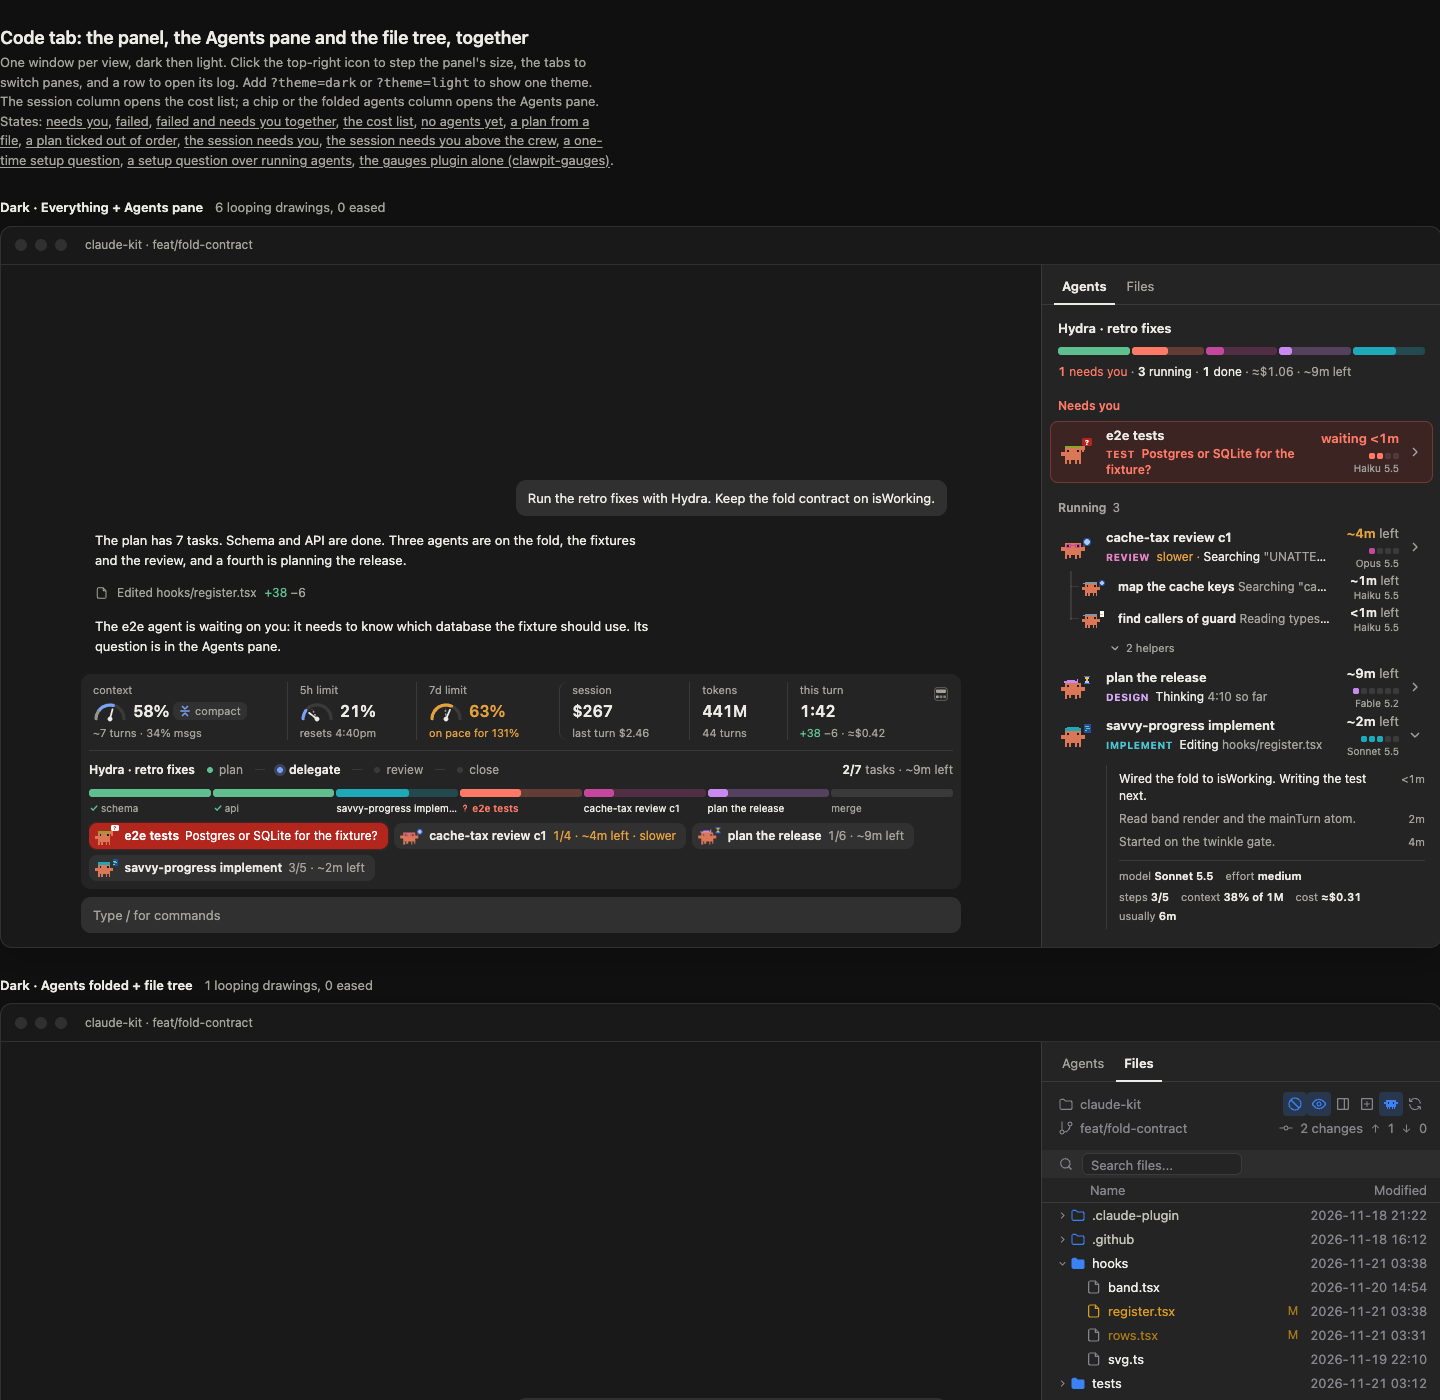 Code tab: the panel, the Agents pane and the file tree, together
One window per view, dark then light. Click the top-right icon to step the panel's size, the tabs to
switch panes, and a row to open its log. Add ?theme=dark or ?theme=light to show one theme.
The session column opens the cost list; a chip or the folded agents column opens the Agents pane.
States: needs you, failed, failed and needs you together, the cost list, no agents yet, a plan from a
file, a plan ticked out of order, the session needs you, the session needs you above the crew, a one-
time setup question, a setup question over running agents, the gauges plugin alone (clawpit-gauges).
Dark · Everything + Agents pane 6 looping drawings, 0 eased
claude-kit · feat/fold-contract
Run the retro fixes with Hydra. Keep the fold contract on isWorking.
The plan has 7 tasks. Schema and API are done. Three agents are on the fold, the fixtures
and the review, and a fourth is planning the release.
Edited hooks/register.tsx +38 −6
The e2e agent is waiting on you: it needs to know which database the fixture should use. Its
question is in the Agents pane.
context 5h limit 7d limit session tokens this turn
58% compact 21% 63% $267 441M 1:42
~7 turns · 34% msgs resets 4:40pm on pace for 131% last turn $2.46 44 turns +38 −6 · ≈$0.42
Hydra · retro fixes plan — delegate — review — close 2/7 tasks · ~9m left
✓ schema ✓ api savvy-progress implem... ? e2e tests cache-tax review c1 plan the release merge
e2e tests Postgres or SQLite for the fixture? cache-tax review c1 1/4 · ~4m left · slower plan the release 1/6 · ~9m left
savvy-progress implement 3/5 · ~2m left
Type / for commands
Agents Files
Hydra · retro fixes
1 needs you · 3 running · 1 done · ≈$1.06 · ~9m left
Needs you
e2e tests waiting <1m
TEST Postgres or SQLite for the
fixture?
Haiku 5.5
Running 3
cache-tax review c1 ~4m left
REVIEW slower · Searching "UNATTE...
Opus 5.5
map the cache keys Searching "ca... ~1m left
Haiku 5.5
find callers of guard Reading types... <1m left
Haiku 5.5
2 helpers
plan the release ~9m left
DESIGN Thinking 4:10 so far
Fable 5.2
savvy-progress implement ~2m left
IMPLEMENT Editing hooks/register.tsx
Sonnet 5.5
Wired the fold to isWorking. Writing the test <1m
next.
Read band render and the mainTurn atom. 2m
Started on the twinkle gate. 4m
model Sonnet 5.5 effort medium
steps 3/5 context 38% of 1M cost ≈$0.31
usually 6m
Dark · Agents folded + file tree 1 looping drawings, 0 eased
claude-kit · feat/fold-contract
Agents Files
claude-kit
feat/fold-contract 2 changes ↑ 1 ↓ 0
Search files...
Name Modified
.claude-plugin 2026-11-18 21:22
.github 2026-11-18 16:12
hooks 2026-11-21 03:38
band.tsx 2026-11-20 14:54
register.tsx M 2026-11-21 03:38
rows.tsx M 2026-11-21 03:31
svg.ts 2026-11-19 22:10
tests 2026-11-21 03:12